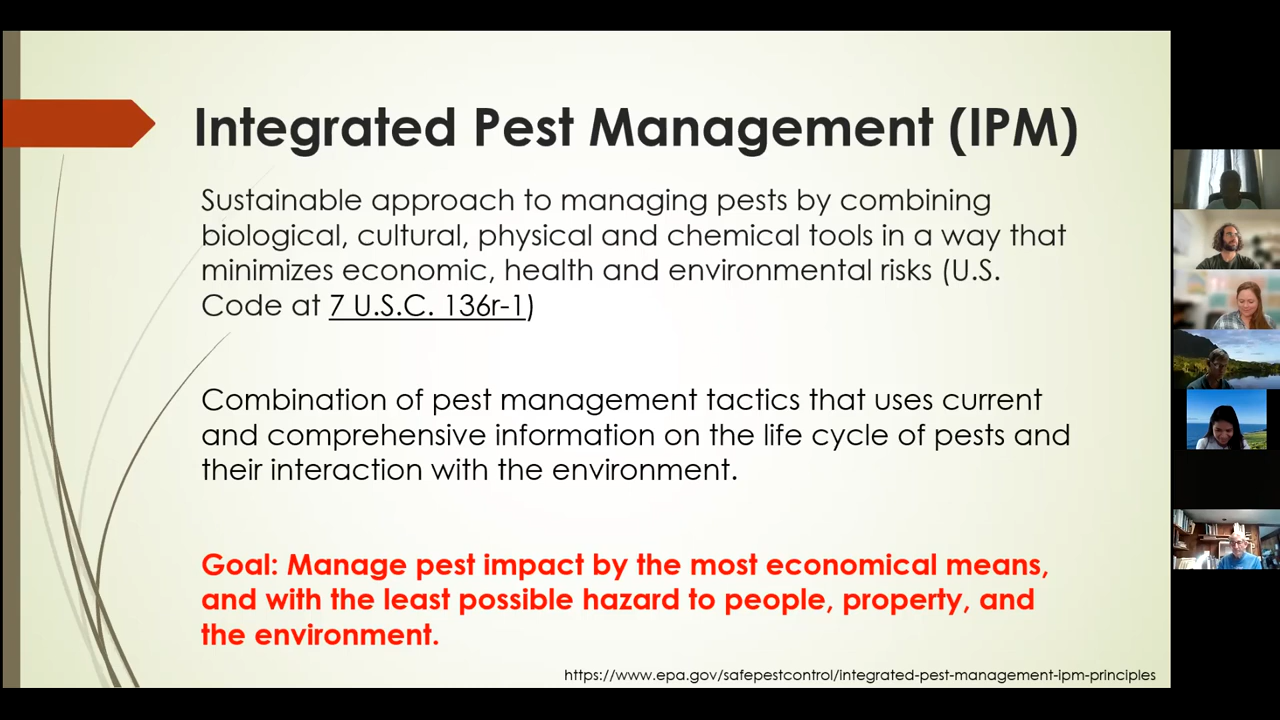 Integrated Pest Management (IPM)
Sustainable approach to managing pests by combining
biological, cultural, physical and chemical tools in a way that
minimizes economic, health and environmental risks (U.S.
Code at 7 U.S.C. 136r-1)
Combination of pest management tactics that uses current
and comprehensive information on the life cycle of pests and
their interaction with the environment.
Goal: Manage pest impact by the most economical means,
and with the least possible hazard to people, property, and
the environment.
https://www.epa.gov/safepestcontrol/integrated-pest-management-ipm-principles